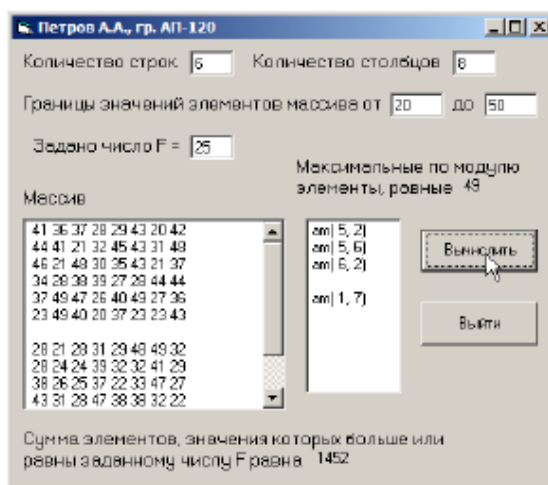 Петров А.А., гр. АП-120
Количество строк 6 Количество столбцов 8
Границы значений элементов массива от 20 до 50
Задано число F = 25
Максимальные по модулю
элементы, равные 49
Массив
41 36 37 28 29 43 20 42
44 41 21 32 45 43 31 48
46 21 48 30 35 43 21 37
34 28 38 39 27 28 44 44
37 49 47 26 40 49 27 36
23 49 40 20 37 23 23 43
28 21 28 31 29 48 49 32
28 24 24 39 32 32 41 29
38 26 25 37 22 33 47 27
43 31 28 47 38 38 32 22
am( 5, 2)
am( 5, 6)
am( 6, 2)
am( 1, 7)
Вычислить
Выйти
Сумма элементов, значения которых больше или
равны заданному числу F равна 1452